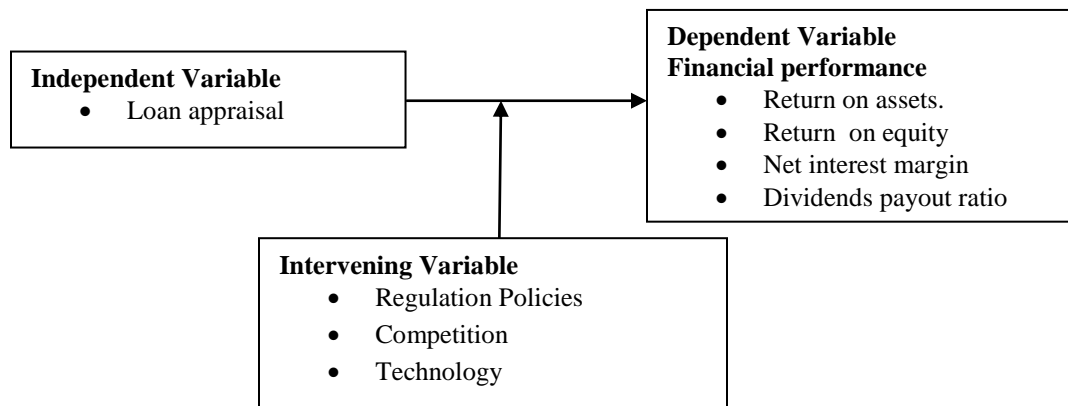 Independent Variable
• Loan appraisal
Dependent Variable
Financial performance
• Return on assets.
• Return on equity
• Net interest margin
• Dividends payout ratio
Intervening Variable
• Regulation Policies
• Competition
• Technology